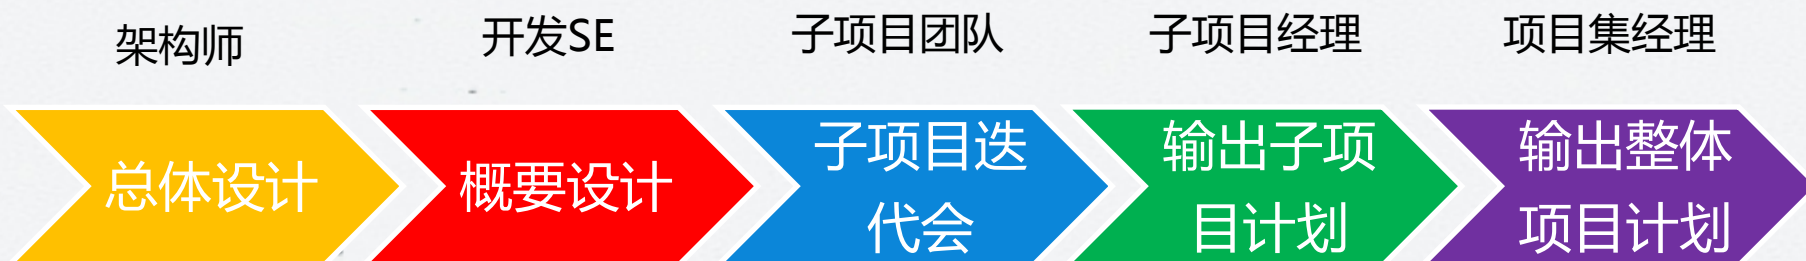 架构师
开发SE
子项目团队
子项目经理
项目集经理
总体设计
概要设计
子项目迭
代会
输出子项
目计划
输出整体
项目计划